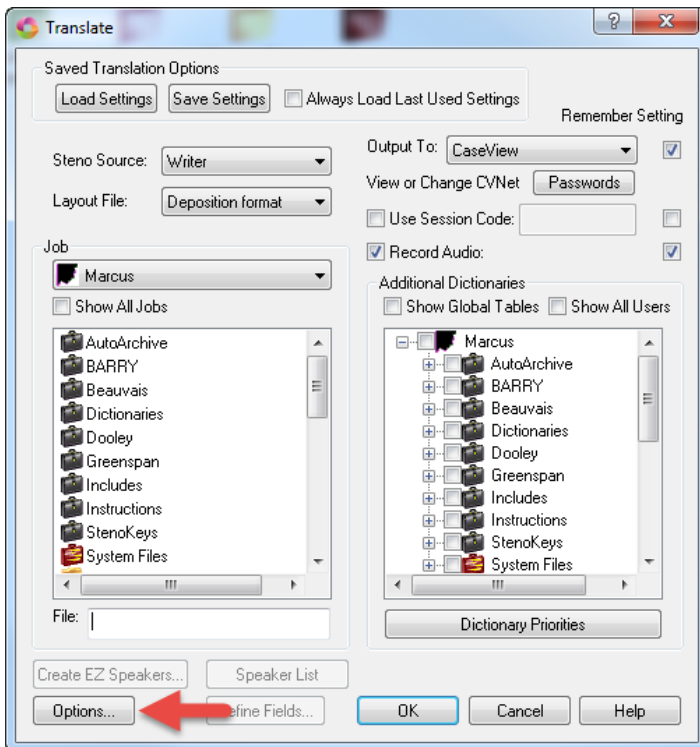 Translate
Saved Translation Options
Load Settings Save Settings Always Load Last Used Settings
Remember Setting
Steno Source: Writer
Layout File: Deposition format
Output To: CaseView
View or Change CVNet Passwords
Use Session Code:
Record Audio:
Job
Marcus
Show All Jobs
AutoArchive
BARRY
Beauvais
Dictionaries
Dooley
Greenspan
Includes
Instructions
StenoKeys
System Files
File:
Additional Dictionaries
Show Global Tables Show All Users
Marcus
AutoArchive
BARRY
Beauvais
Dictionaries
Dooley
Greenspan
Includes
Instructions
StenoKeys
System Files
Dictionary Priorities
Create EZ Speakers... Speaker List
Options... efine Fields... OK Cancel Help